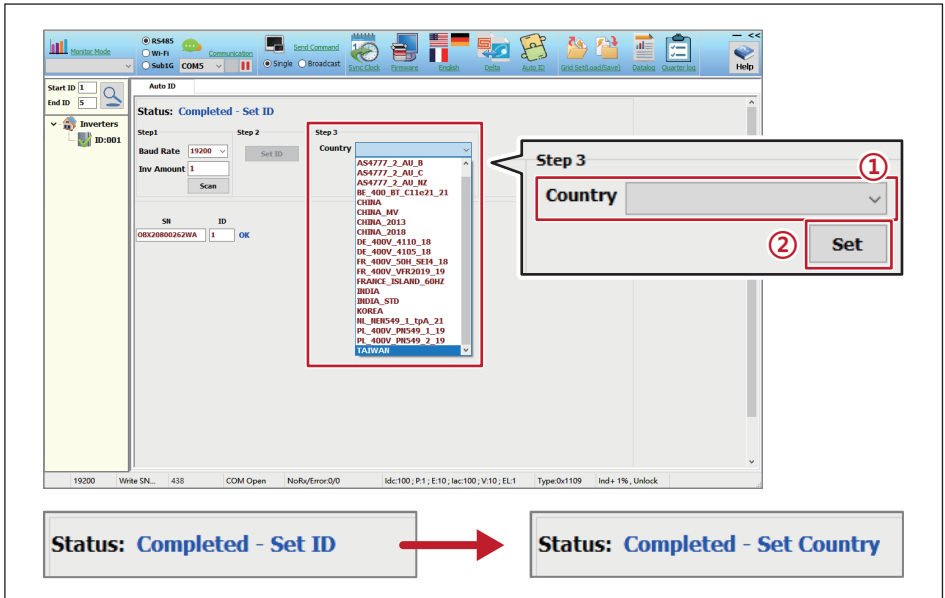 Monitor Mode
RS485
Wi-Fi
Sub1G
COM5
Communication
Send Command
Single
Broadcast
Sync Clock
Firmware
English
Delta
Auto ID
Grid Set(Load/Save)
Datalog
Quarter log
<<
Help
Start ID 1
End ID 5
Inverters
ID:001
Auto ID
Status: Completed - Set ID
Step1
Baud Rate 19200
Inv Amount 1
Scan
Step 2
Set ID
Step 3
Country
AS4777_2_AU_B
AS4777_2_AU_C
AS4777_2_AU_NZ
BE_400_BT_C11e21_21
CHINA
CHINA_MV
CHINA_2013
CHINA_2018
DE_400V_4110_18
DE_400V_4105_18
FR_400V_50H_SEI4_18
FR_400V_VFR2019_19
FRANCE_ISLAND_60HZ
INDIA
INDIA_STD
KOREA
NL_NEN549_1_tpA_21
PL_400V_PN549_1_19
PL_400V_PN549_2_19
TAIWAN
SN ID
OBX20800262WA 1 OK
Step 3
①
Country
② Set
19200 Write SN... 438 COM Open NoRx/Error:0/0 Idc:100 ; P:1 ; E:10 ; Iac:100 ; V:10 ; EL:1 Type:0x1109 Ind+ 1% , Unlock
Status: Completed - Set ID
Status: Completed - Set Country